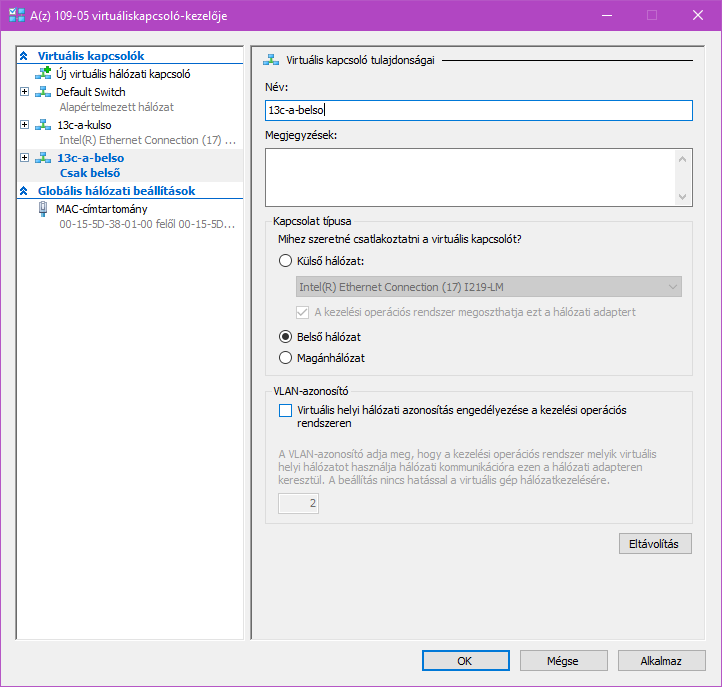 A(z) 109-05 virtuáliskapcsoló-kezelője
Virtuális kapcsolók
Új virtuális hálózati kapcsoló
Default Switch
Alapértelmezett hálózat
13c-a-kulso
Intel(R) Ethernet Connection (17) ...
13c-a-belso
Csak belső
Globális hálózati beállítások
MAC-címtartomány
00-15-5D-38-01-00 felől 00-15-5D...
Virtuális kapcsoló tulajdonságai
Név:
13c-a-belso
Megjegyzések:
Kapcsolat típusa
Mihez szeretné csatlakoztatni a virtuális kapcsolót?
Külső hálózat:
Intel(R) Ethernet Connection (17) I219-LM
A kezelési operációs rendszer megoszthatja ezt a hálózati adaptert
Belső hálózat
Magánhálózat
VLAN-azonosító
Virtuális helyi hálózati azonosítás engedélyezése a kezelési operációs
rendszeren
A VLAN-azonosító adja meg, hogy a kezelési operációs rendszer melyik virtuális
helyi hálózatot használja hálózati kommunikációra ezen a hálózati adapteren
keresztül. A beállítás nincs hatással a virtuális gép hálózatkezelésére.
2
Eltávolítás
OK
Mégse
Alkalmaz